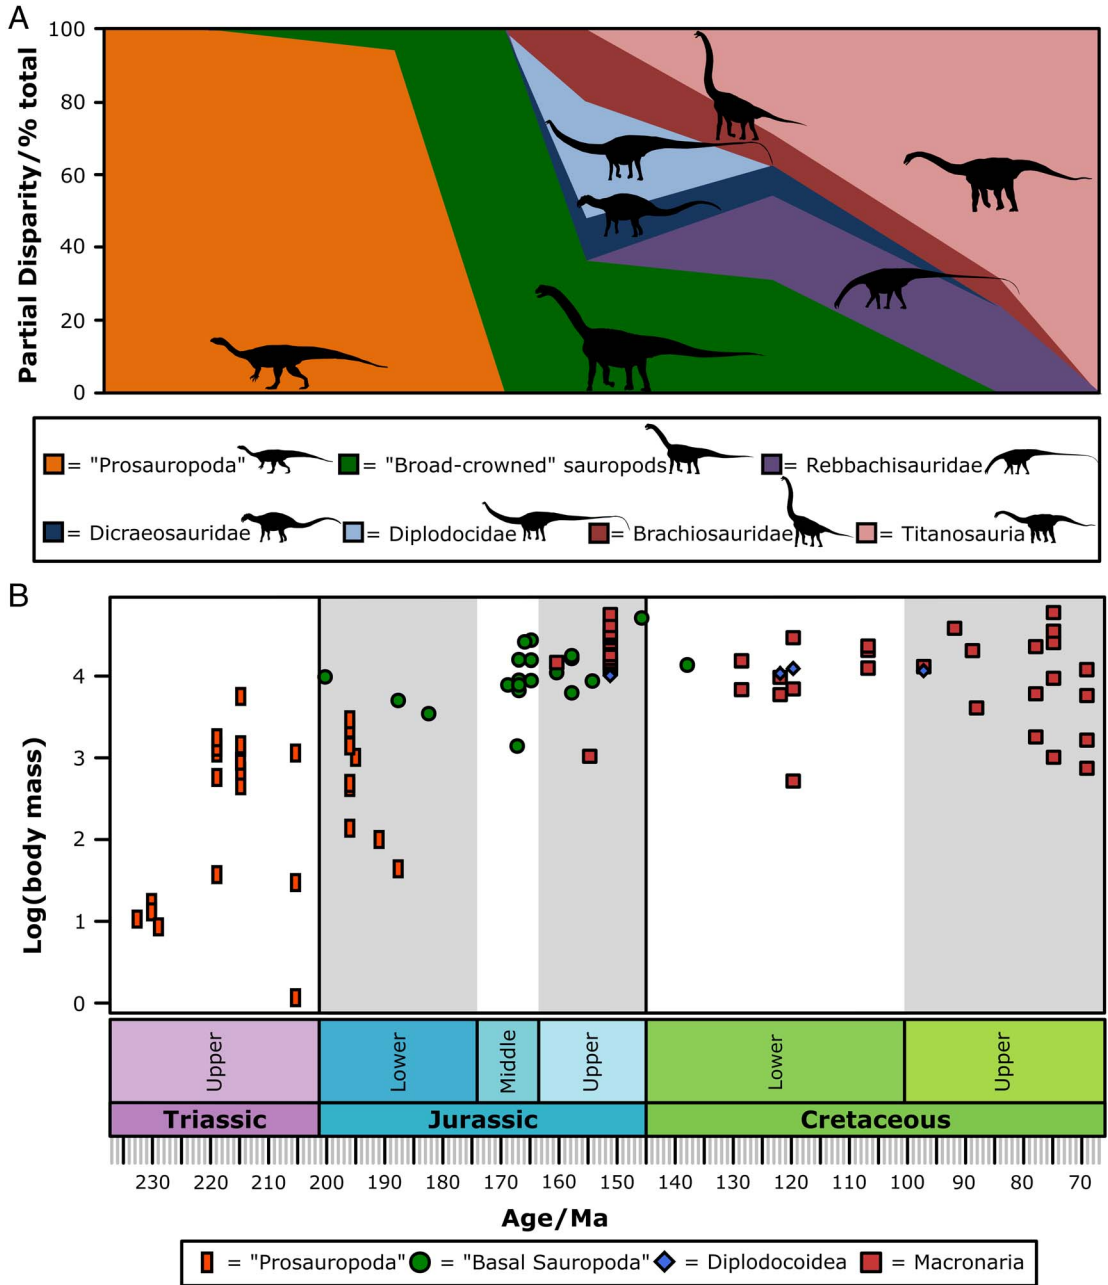 A
Partial Disparity/% total
100
80
60
40
20
0
= "Prosauropoda"
= "Broad-crowned" sauropods
= Rebbachisauridae
= Dicraeosauridae
= Diplodocidae
= Brachiosauridae
= Titanosauria
B
Log(body mass)
4
3
2
1
0
Upper
Lower
Middle
Upper
Lower
Upper
Triassic
Jurassic
Cretaceous
230 220 210 200 190 180 170 160 150 140 130 120 110 100 90 80 70
Age/Ma
= "Prosauropoda" = "Basal Sauropoda" = Diplodocoidea = Macronaria